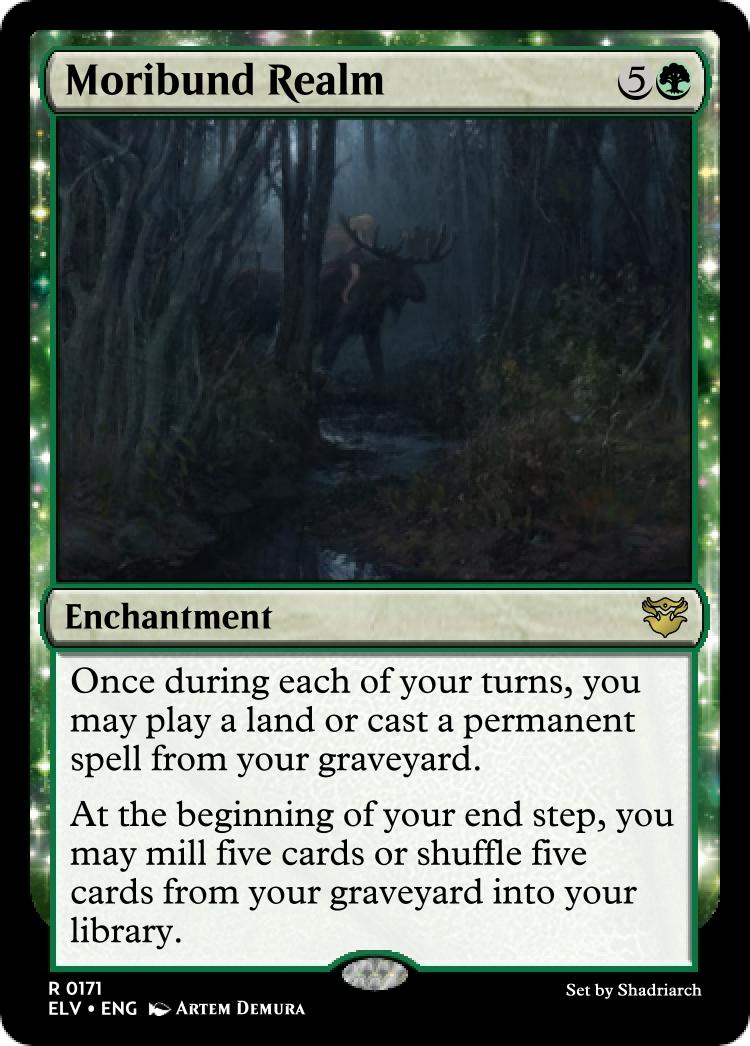 Moribund Realm 5
Enchantment
Once during each of your turns, you
may play a land or cast a permanent
spell from your graveyard.
At the beginning of your end step, you
may mill five cards or shuffle five
cards from your graveyard into your
library.
R 0171
Set by Shadriarch
ELV • ENG Artem Demura